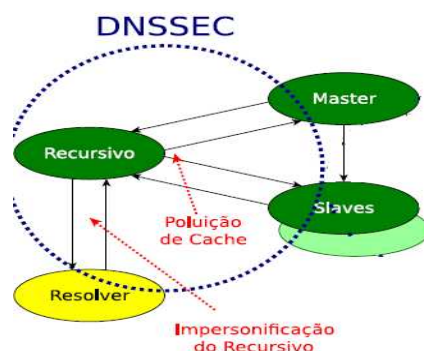 DNSSEC
Master
Recursivo
Slaves
Poluição
de Cache
Resolver
Impersonificação
do Recursivo